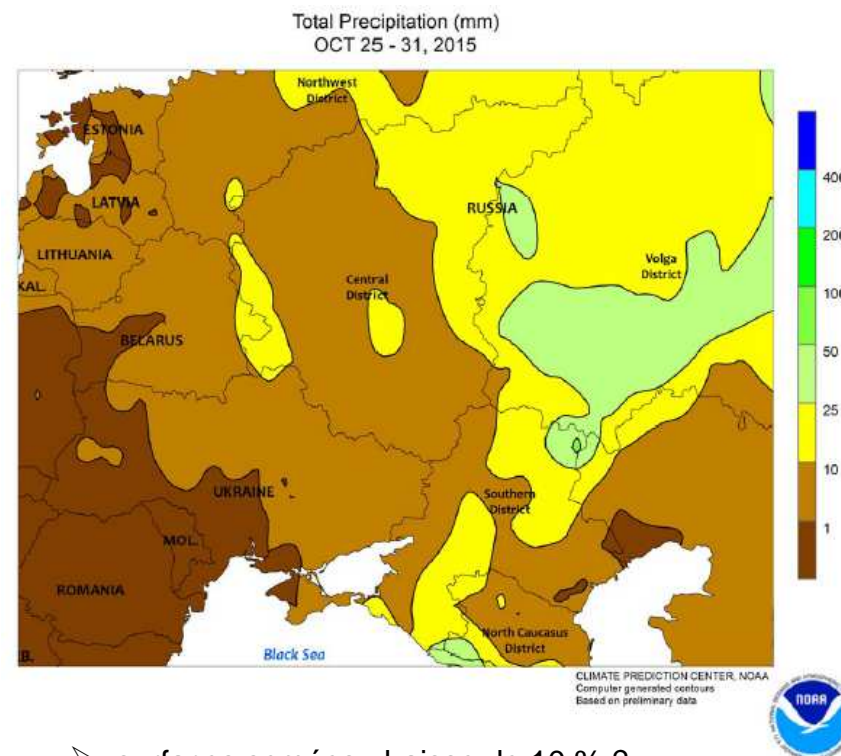 Total Precipitation (mm)
OCT 25 - 31, 2015
Northwest
District
ESTONIA
LATVIA
RUSSIA
LITHUANIA
KAL.
Volga
District
Central
District
BELARUS
UKRAINE
Southern
District
MOL.
ROMANIA
North Caucasus
District
B.
Black Sea
400
200
100
50
25
10
1
CLIMATE PREDICTION CENTER, NOAA
Computer generated contours
Based on preliminary data
NOAA